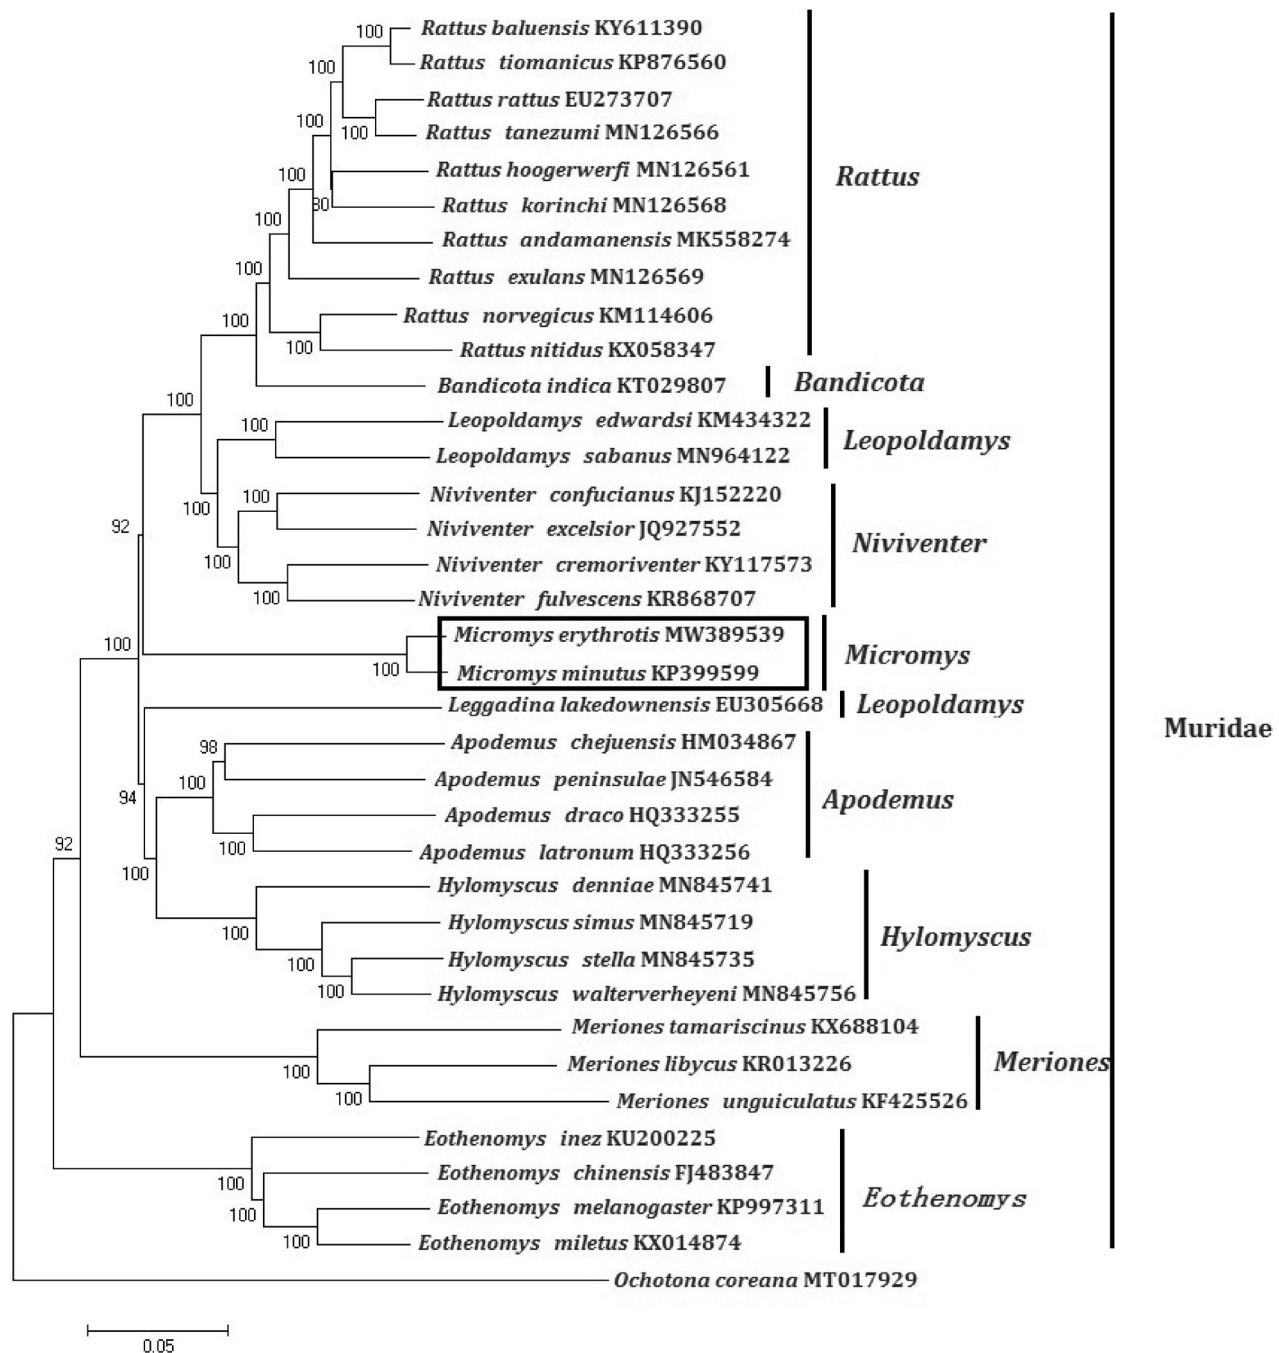 100
Rattus baluensis KY611390
Rattus tiomanicus KP876560
100
Rattus rattus EU273707
100
Rattus tanezumi MN126566
100
Rattus hoogerwerfi MN126561
80
Rattus korinchi MN126568
100
Rattus andamanensis MK558274
100
Rattus exulans MN126569
100
Rattus norvegicus KM114606
100
Rattus nitidus KX058347
Rattus
100
Bandicota indica KT029807
Bandicota
100
Leopoldamys edwardsi KM434322
100
Leopoldamys sabanus MN964122
Leopoldamys
100
Niviventer confucianus KJ152220
100
Niviventer excelsior JQ927552
100
Niviventer cremoriventer KY117573
100
Niviventer fulvescens KR868707
Niviventer
92
Micromys erythrotis MW389539
100
Micromys minutus KP399599
Micromys
100
Leggadina lakedownensis EU305668
Leopoldamys
Muridae
98
Apodemus chejuensis HM034867
100
Apodemus peninsulae JN546584
94
Apodemus draco HQ333255
100
Apodemus latronum HQ333256
Apodemus
92
100
Hylomyscus denniae MN845741
100
Hylomyscus simus MN845719
100
Hylomyscus stella MN845735
100
Hylomyscus walterverheyeni MN845756
Hylomyscus
Meriones tamariscinus KX688104
100
Meriones libycus KR013226
100
Meriones unguiculatus KF425526
Meriones
Eothenomys inez KU200225
100
Eothenomys chinensis FJ483847
100
Eothenomys melanogaster KP997311
100
Eothenomys miletus KX014874
Eothenomys
Ochotona coreana MT017929
0.05